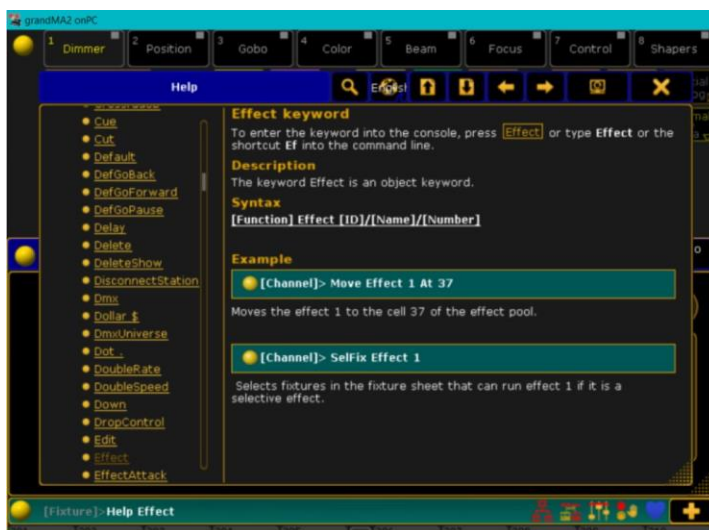 grandMA2 onPC
1 Dimmer
2 Position
3 Gobo
4 Color
5 Beam
6 Focus
7 Control
8 Shapers
Help
English
Cue
Cut
Default
DefGoBack
DefGoForward
DefGoPause
Delay
Delete
DeleteShow
DisconnectStation
Dmx
Dollar $
DmxUniverse
Dot .
DoubleRate
DoubleSpeed
Down
DropControl
Edit
Effect
EffectAttack
Effect keyword
To enter the keyword into the console, press Effect or type Effect or the
shortcut Ef into the command line.
Description
The keyword Effect is an object keyword.
Syntax
[Function] Effect [ID]/[Name]/[Number]
Example
[Channel]> Move Effect 1 At 37
Moves the effect 1 to the cell 37 of the effect pool.
[Channel]> SelFix Effect 1
Selects fixtures in the fixture sheet that can run effect 1 if it is a
selective effect.
[Fixture]>Help Effect